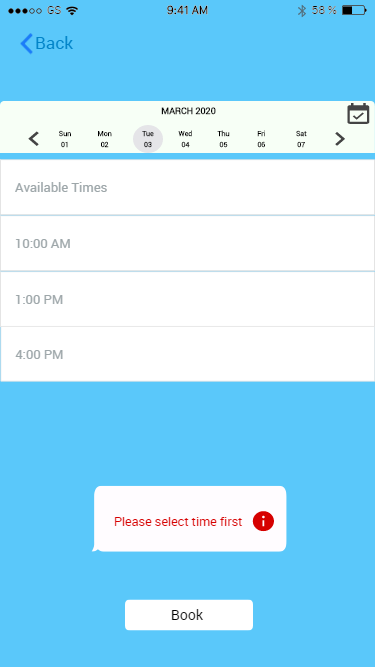 GS 9:41 AM 58 %
Back
MARCH 2020
Sun Mon Tue Wed Thu Fri Sat
01 02 03 04 05 06 07
Available Times
10:00 AM
1:00 PM
4:00 PM
Please select time first
Book